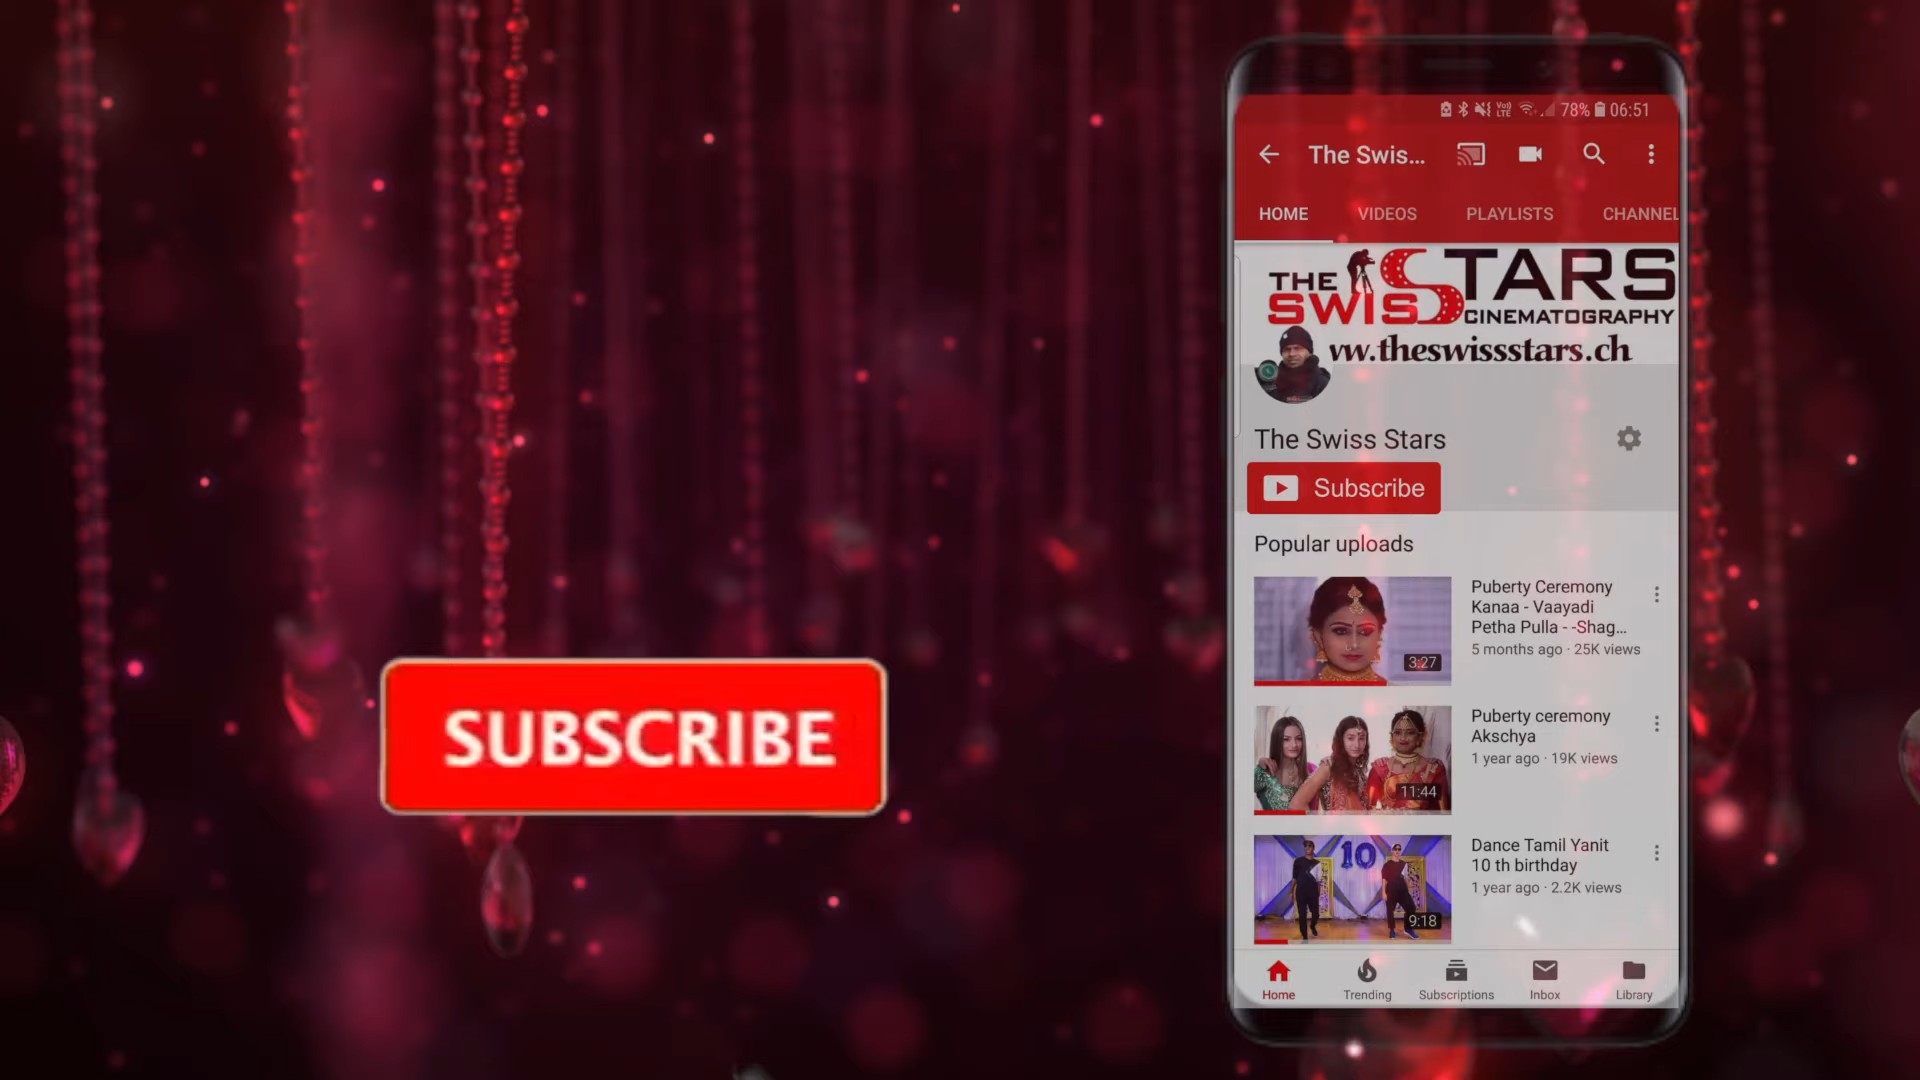 78% 06:51
The Swis...
HOME VIDEOS PLAYLISTS CHANNEL
THE STARS
SWISS CINEMATOGRAPHY
vw.theswissstars.ch
The Swiss Stars
Subscribe
Popular uploads
Puberty Ceremony
Kanaa - Vaayadi
Petha Pulla - -Shag...
5 months ago · 25K views
3:27
Puberty ceremony
Akschya
1 year ago · 19K views
11:44
Dance Tamil Yanit
10 th birthday
1 year ago · 2.2K views
10
9:18
Home Trending Subscriptions Inbox Library
SUBSCRIBE